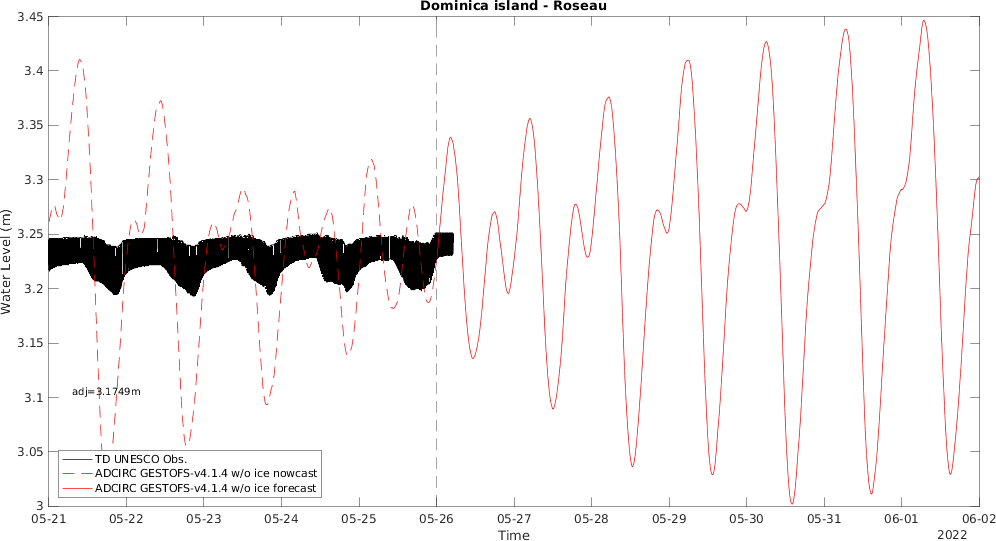 Dominica island - Roseau
3.45
3.4
3.35
3.3
3.25
3.2
3.15
3.1
3.05
3
Water Level (m)
adj=3.1749m
TD UNESCO Obs.
ADCIRC GESTOFS-v4.1.4 w/o ice nowcast
ADCIRC GESTOFS-v4.1.4 w/o ice forecast
05-21 05-22 05-23 05-24 05-25 05-26 05-27 05-28 05-29 05-30 05-31 06-01 06-02
Time
2022